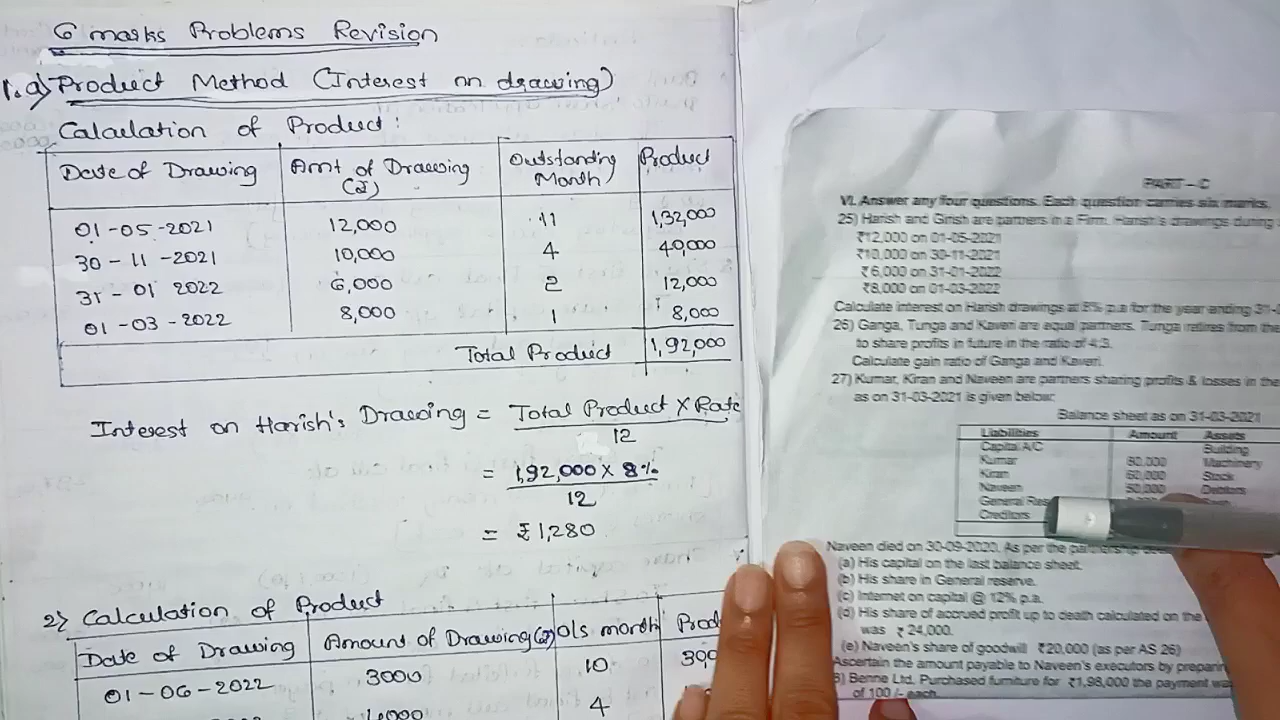 6 marks Problems Revision
1. a) Product Method (Interest on drawing)
Calculation of Product:
Date of Drawing Amt of Drawing (₹) Outstanding Month Product
01-05-2021 12,000 11 1,32,000
30-11-2021 10,000 4 40,000
31-01 2022 6,000 2 12,000
01-03-2022 8,000 1 8,000
Total Product 1,92,000
Interest on Harish's Drawing = Total Product X Rate
12
= 1,92,000 X 8%
12
= ₹1,280
2) Calculation of Product
Date of Drawing Amount of Drawing(₹) O/s month Prod
01-06-2022 3000 10 300
4
PART – C
VI. Answer any four questions. Each question carries six marks.
25) Harish and Girish are partners in a Firm. Harish's drawings during
₹12,000 on 01-05-2021
₹10,000 on 30-11-2021
₹6,000 on 31-01-2022
₹8,000 on 01-03-2022
Calculate interest on Harish drawings at 8% p.a for the year ending 31-
26) Ganga, Tunga and Kaveri are equal partners. Tunga retires from the
to share profits in future in the ratio of 4:3.
Calculate gain ratio of Ganga and Kaveri.
27) Kumar, Kiran and Naveen are partners sharing profits & losses in the
as on 31-03-2021 is given below:
Balance sheet as on 31-03-2021
Liabilities Amount Assets
Capital A/C Building
Kumar 80,000 Machinery
Kiran 60,000 Stock
Naveen 50,000 Debtors
General Res
Creditors
Naveen died on 30-09-2020. As per the
(a) His capital on the last balance sheet.
(b) His share in General reserve.
(c) Internet on capital @ 12% p.a.
(d) His share of accrued profit up to death calculated on the
was ₹ 24,000.
(e) Naveen's share of goodwill ₹20,000 (as per AS 26)
Ascertain the amount payable to Naveen's executors by preparin
8) Benne Ltd. Purchased furniture for ₹1,98,000 the payment wa
of 100 /- each.